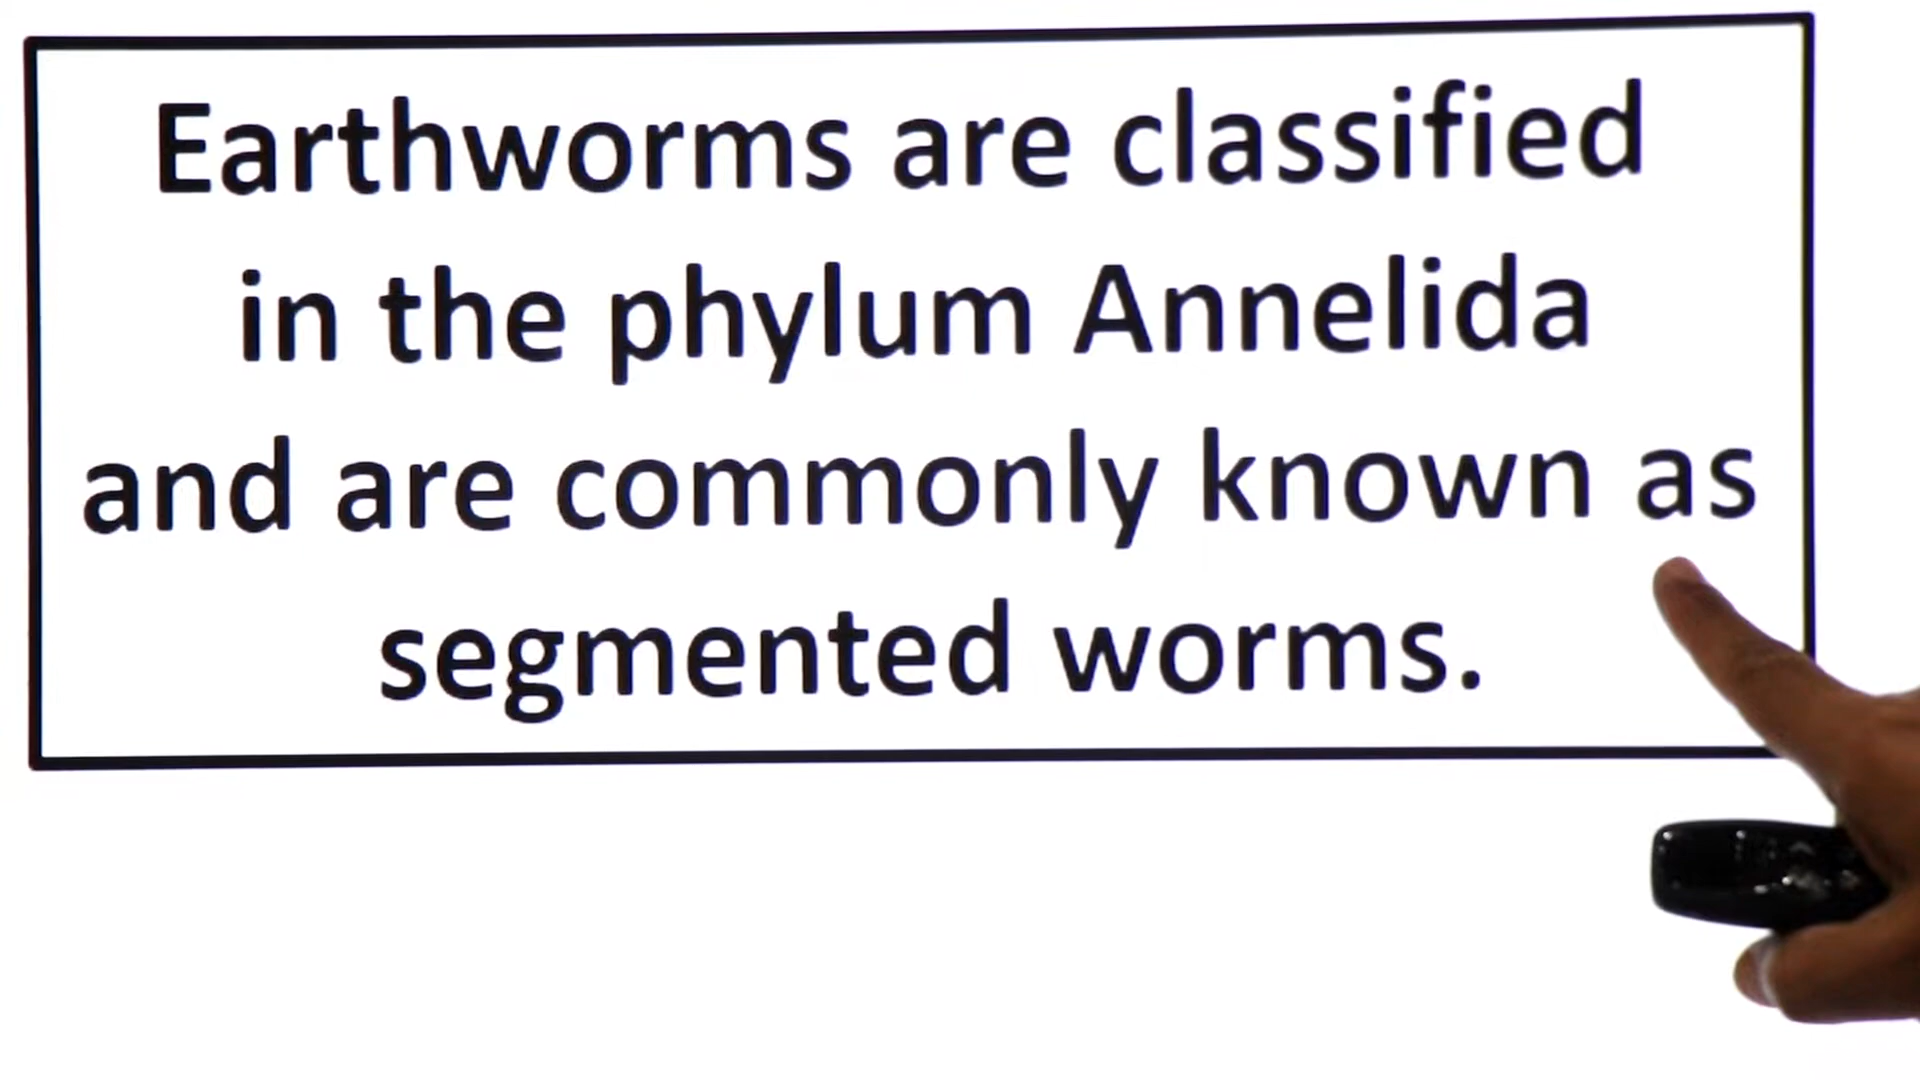 Earthworms are classified
in the phylum Annelida
and are commonly known as
segmented worms.